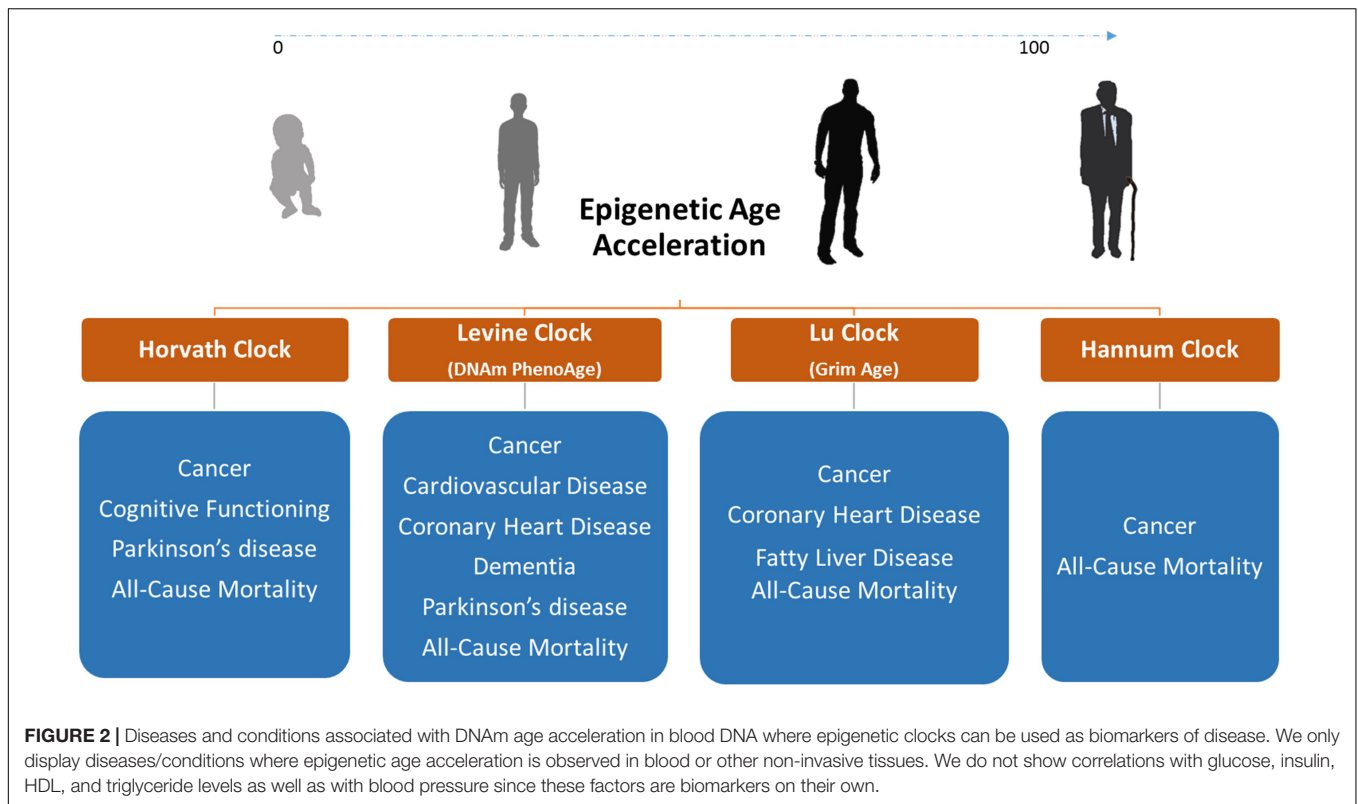 0
100
Epigenetic Age
Acceleration
Horvath Clock
Levine Clock
(DNAm PhenoAge)
Lu Clock
(Grim Age)
Hannum Clock
Cancer
Cognitive Functioning
Parkinson's disease
All-Cause Mortality
Cancer
Cardiovascular Disease
Coronary Heart Disease
Dementia
Parkinson's disease
All-Cause Mortality
Cancer
Coronary Heart Disease
Fatty Liver Disease
All-Cause Mortality
Cancer
All-Cause Mortality
FIGURE 2 | Diseases and conditions associated with DNAm age acceleration in blood DNA where epigenetic clocks can be used as biomarkers of disease. We only
display diseases/conditions where epigenetic age acceleration is observed in blood or other non-invasive tissues. We do not show correlations with glucose, insulin,
HDL, and triglyceride levels as well as with blood pressure since these factors are biomarkers on their own.